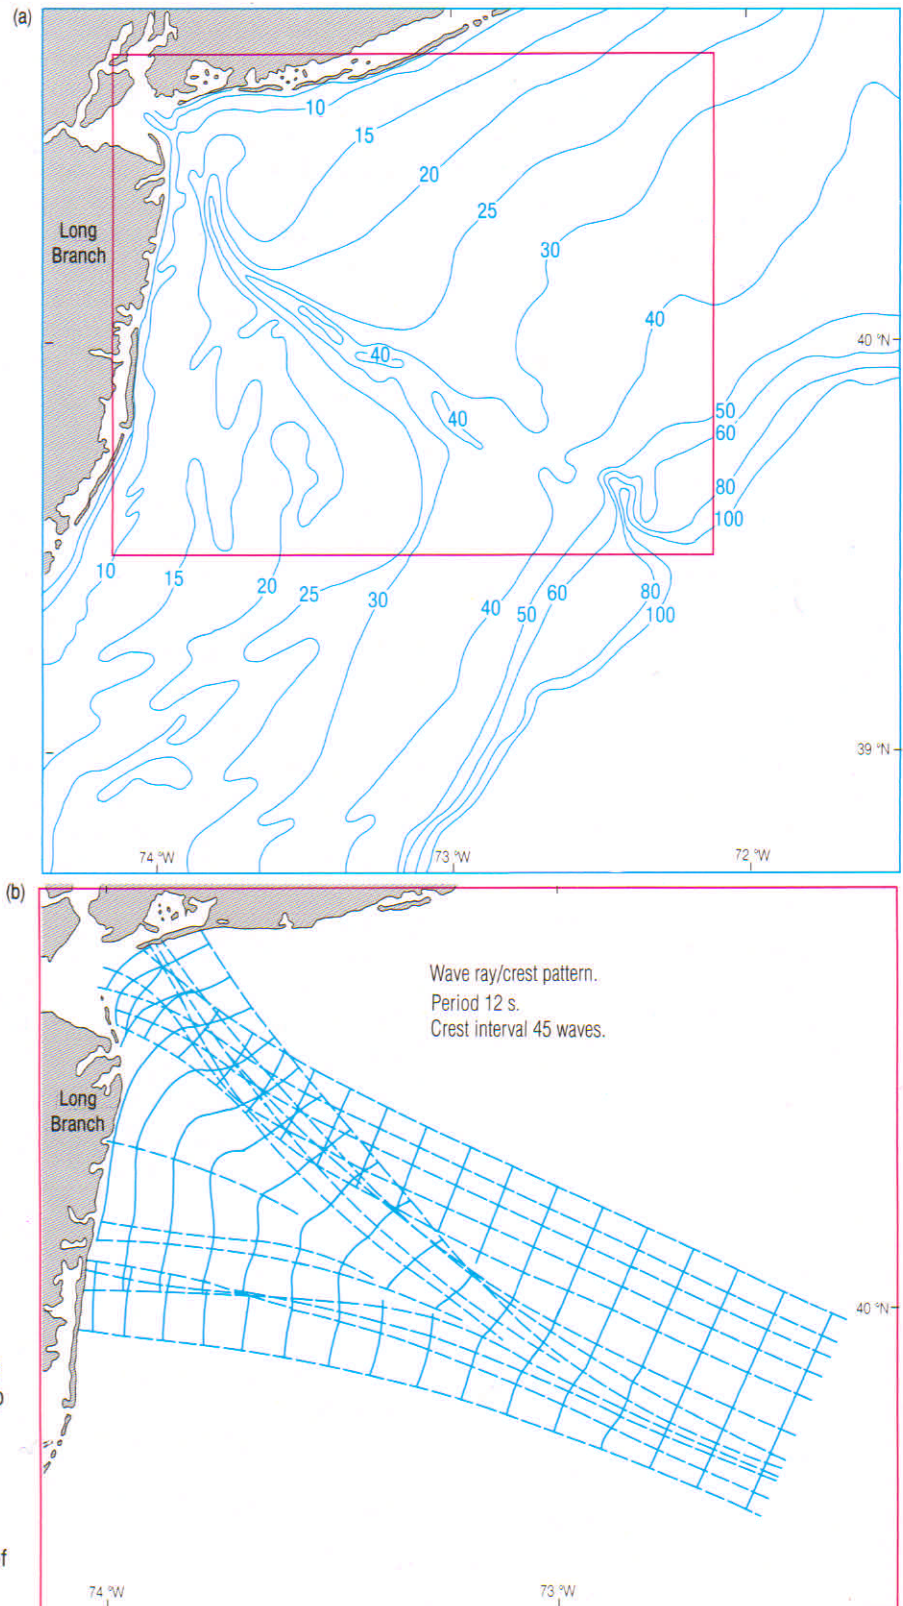 (a)
10
15
20
25
30
Long
Branch
40
40 °N
40
40
50
60
80
100
10
15
20
25
30
40
50
60
80
100
39 °N
74 °W
73 °W
72 °W
(b)
Wave ray/crest pattern.
Period 12 s.
Crest interval 45 waves.
Long
Branch
40 °N
f
74 °W
73 °W